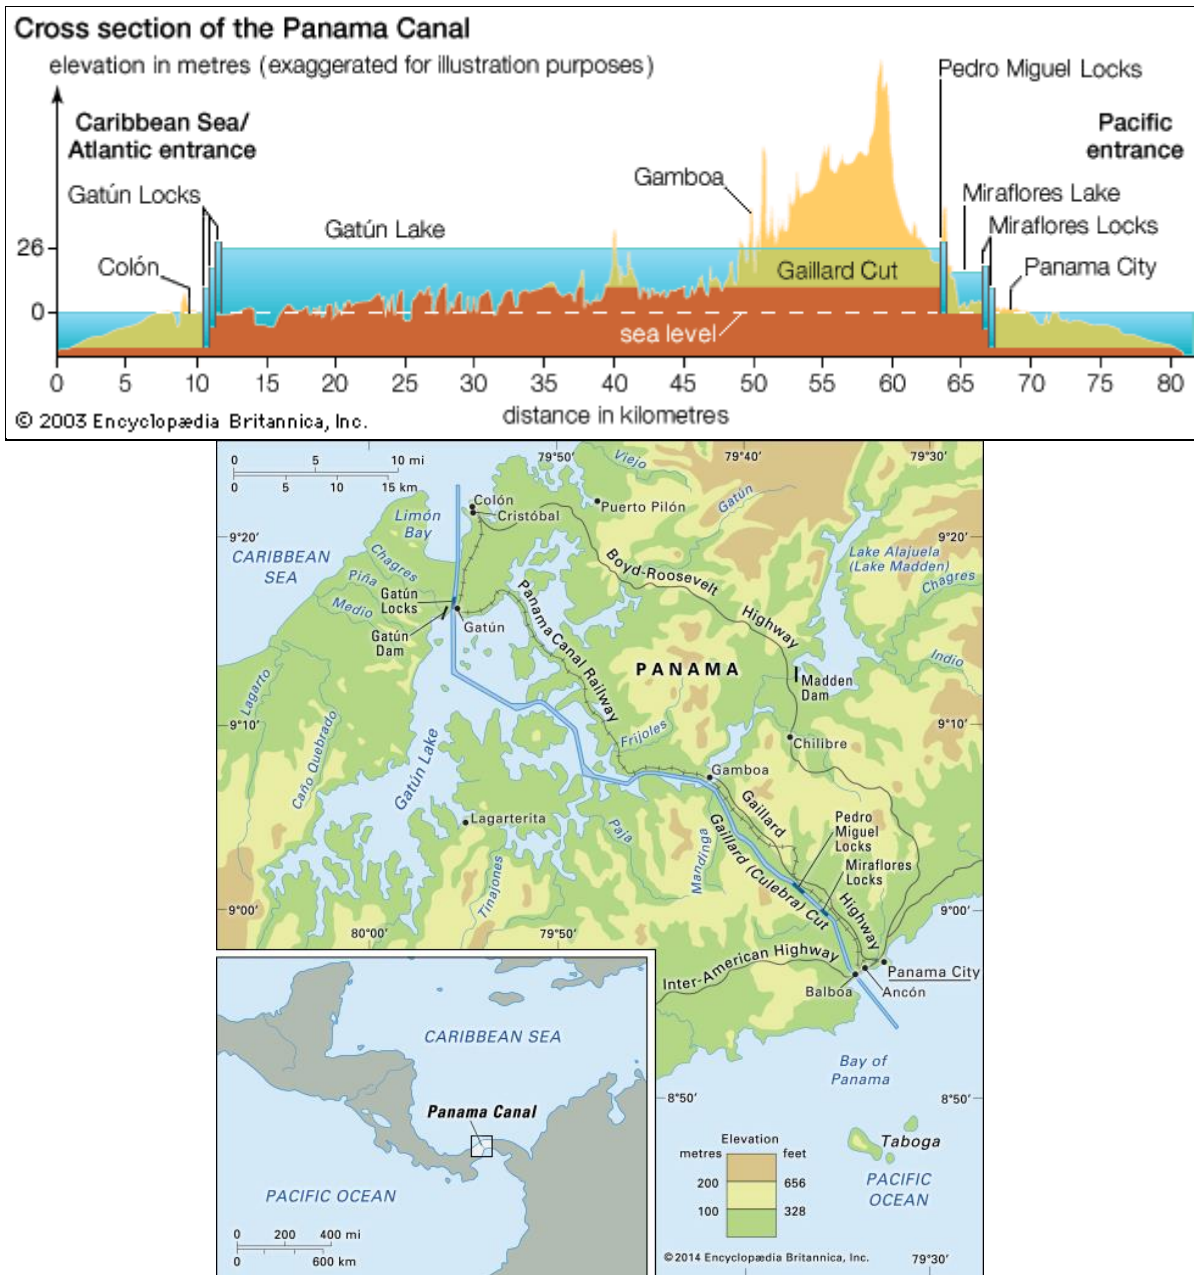 Cross section of the Panama Canal
elevation in metres (exaggerated for illustration purposes)
Pedro Miguel Locks
Caribbean Sea/
Atlantic entrance
Pacific
entrance
Gamboa
Gatún Locks
Miraflores Lake
Gatún Lake
Miraflores Locks
26
Colón
Gaillard Cut
Panama City
0
sea level
0 5 10 15 20 25 30 35 40 45 50 55 60 65 70 75 80
distance in kilometres
© 2003 Encyclopædia Britannica, Inc.
0 5 10 mi
0 5 10 15 km
79°50′
79°40′
79°30′
Viejo
Colón
Cristóbal
Puerto Pilón
Gatún
Limón
Bay
9°20′
9°20′
CARIBBEAN
SEA
Chagres
Boyd-Roosevelt
Highway
Lake Alajuela
(Lake Madden)
Chagres
Piña
Medio
Gatún
Locks
Panama Canal Railway
Gatún
Gatún
Dam
PANAMA
Indio
Lagarto
Madden
Dam
9°10′
9°10′
Caño Quebrado
Frijoles
Chilibre
Gatún Lake
Gamboa
Gaillard
Highway
Lagarterita
Paja
Mandinga
Gaillard (Culebra) Cut
Pedro
Miguel
Locks
Miraflores
Locks
Tinajones
9°00′
9°00′
80°00′
79°50′
Inter-American Highway
Panama City
Balboa
Ancón
CARIBBEAN SEA
Bay of
Panama
Panama Canal
8°50′
8°50′
Taboga
Elevation
metres feet
200 656
100 328
PACIFIC
OCEAN
PACIFIC OCEAN
0 200 400 mi
0 600 km
© 2014 Encyclopædia Britannica, Inc.
79°30′